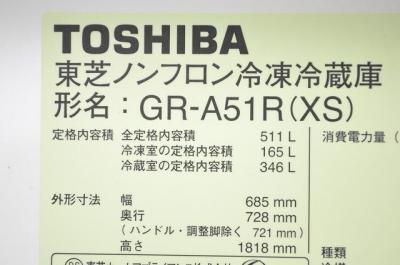 TOSHIBA
東芝ノンフロン冷凍冷蔵庫
形名：GR-A51R(XS)
定格内容積 全定格内容積 511 L 消費電力量（
冷凍室の定格内容積 165 L
冷蔵室の定格内容積 346 L
外形寸法 幅 685 mm
奥行 728 mm
（ハンドル・調整脚除く 721 mm）
高さ 1818 mm 種類